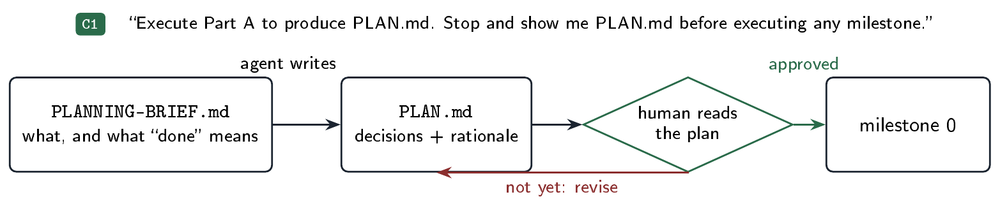 C1 “Execute Part A to produce PLAN.md. Stop and show me PLAN.md before executing any milestone.”
agent writes
approved
PLANNING-BRIEF.md
what, and what “done” means
PLAN.md
decisions + rationale
human reads
the plan
milestone 0
not yet: revise